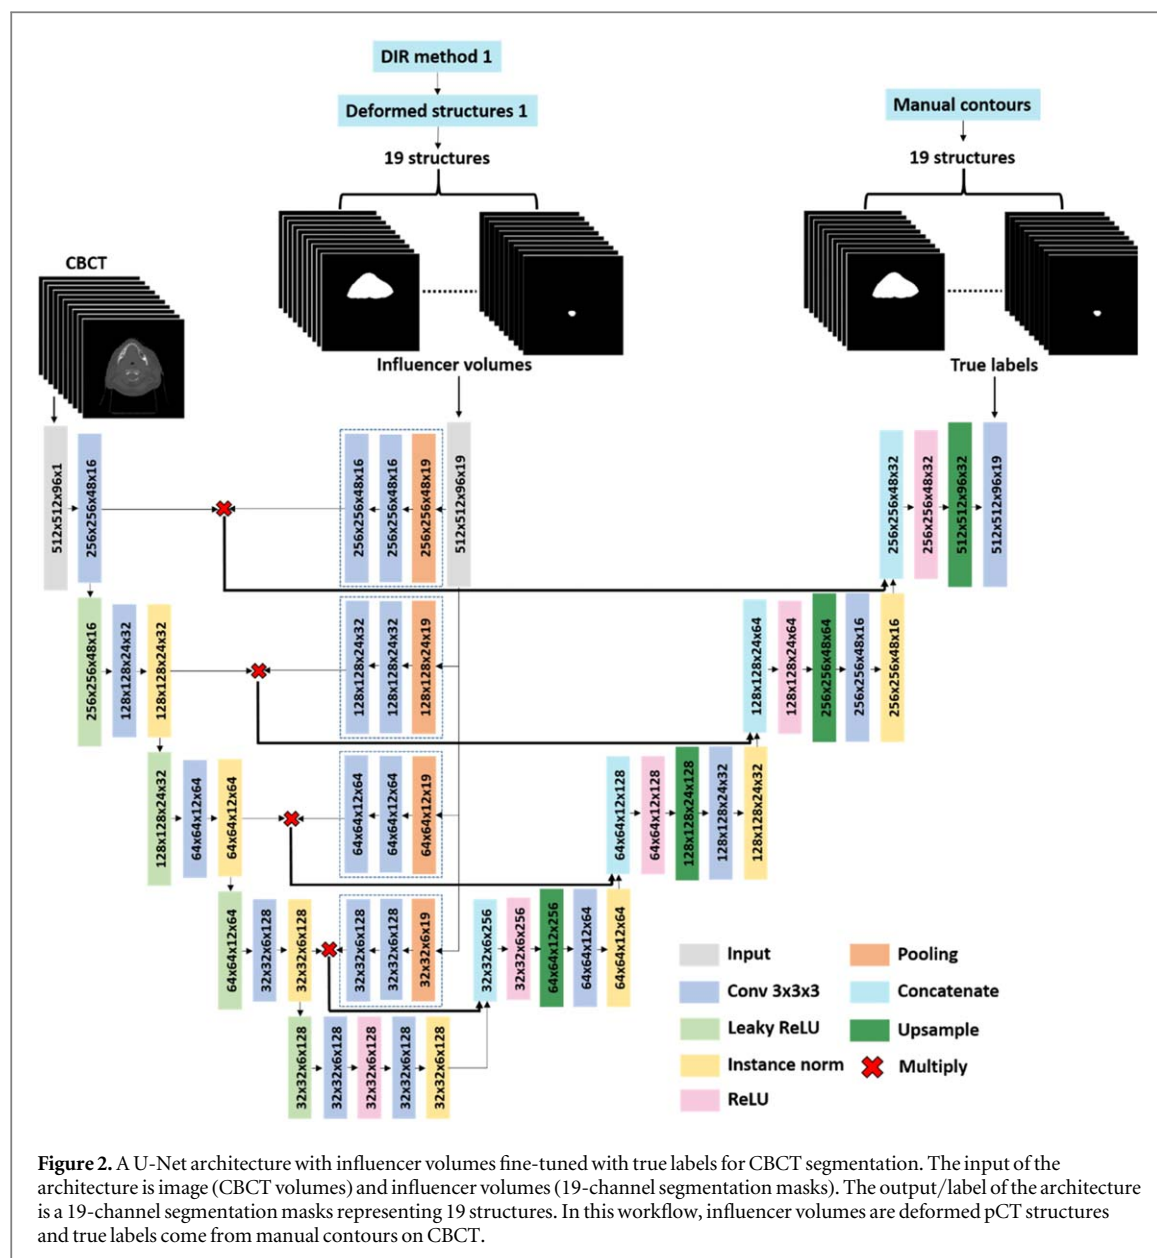 DIR method 1
Deformed structures 1
19 structures
Manual contours
19 structures
CBCT
Influencer volumes
True labels
512x512x96x1
256x256x48x16
256x256x48x16
256x256x48x16
256x256x48x19
512x512x96x19
256x256x48x32
256x256x48x32
512x512x96x32
512x512x96x19
256x256x48x16
128x128x24x32
128x128x24x32
128x128x24x32
128x128x24x32
128x128x24x19
128x128x24x64
128x128x24x64
256x256x48x64
256x256x48x16
256x256x48x16
128x128x24x32
64x64x12x64
64x64x12x64
64x64x12x64
64x64x12x64
64x64x12x19
64x64x12x128
64x64x12x128
128x128x24x128
128x128x24x32
128x128x24x32
64x64x12x64
32x32x6x128
32x32x6x128
32x32x6x128
32x32x6x128
32x32x6x19
32x32x6x256
32x32x6x256
64x64x12x256
64x64x12x64
64x64x12x64
32x32x6x128
32x32x6x128
32x32x6x128
32x32x6x128
32x32x6x128
Input
Pooling
Conv 3x3x3
Concatenate
Leaky ReLU
Upsample
Instance norm
Multiply
ReLU
Figure 2. A U-Net architecture with influencer volumes fine-tuned with true labels for CBCT segmentation. The input of the
architecture is image (CBCT volumes) and influencer volumes (19-channel segmentation masks). The output/label of the architecture
is a 19-channel segmentation masks representing 19 structures. In this workflow, influencer volumes are deformed pCT structures
and true labels come from manual contours on CBCT.